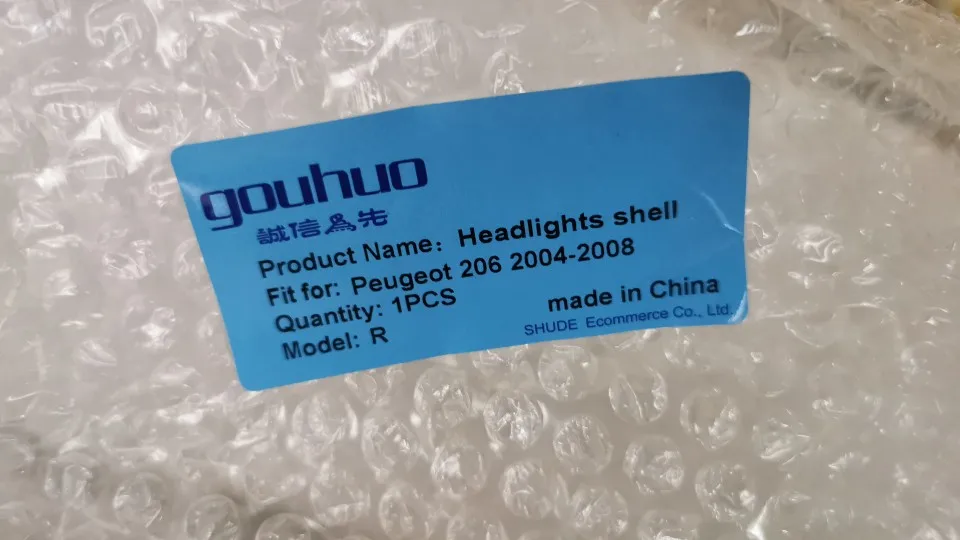 gouhuo
誠信為先
Product Name: Headlights shell
Fit for: Peugeot 206 2004-2008
Quantity: 1PCS
Model: R
made in China
SHUDE Ecommerce Co., Ltd.